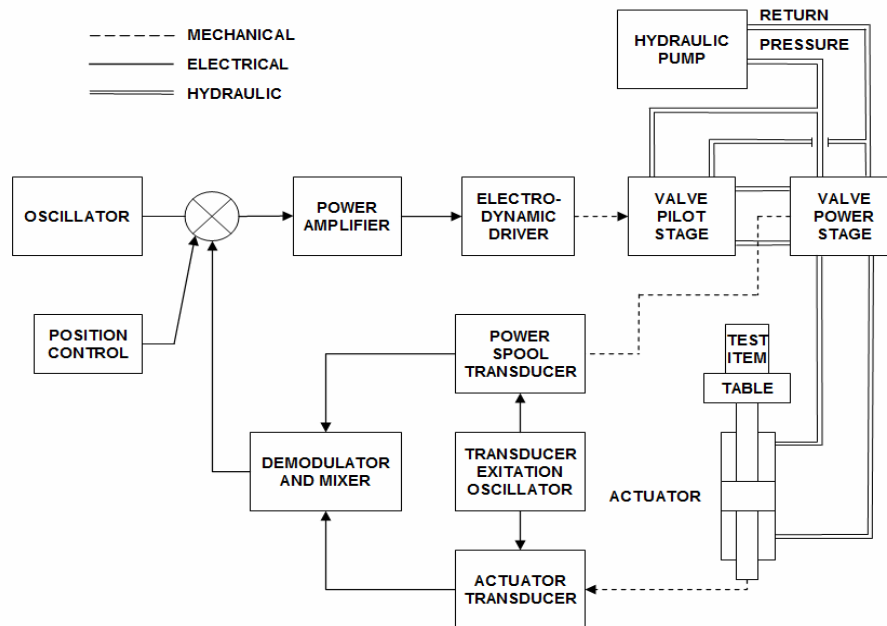 MECHANICAL
ELECTRICAL
HYDRAULIC
HYDRAULIC
PUMP
RETURN
PRESSURE
OSCILLATOR
POWER
AMPLIFIER
ELECTRO-
DYNAMIC
DRIVER
VALVE
PILOT
STAGE
VALVE
POWER
STAGE
POSITION
CONTROL
POWER
SPOOL
TRANSDUCER
TEST
ITEM
TABLE
DEMODULATOR
AND MIXER
TRANSDUCER
EXITATION
OSCILLATOR
ACTUATOR
ACTUATOR
TRANSDUCER